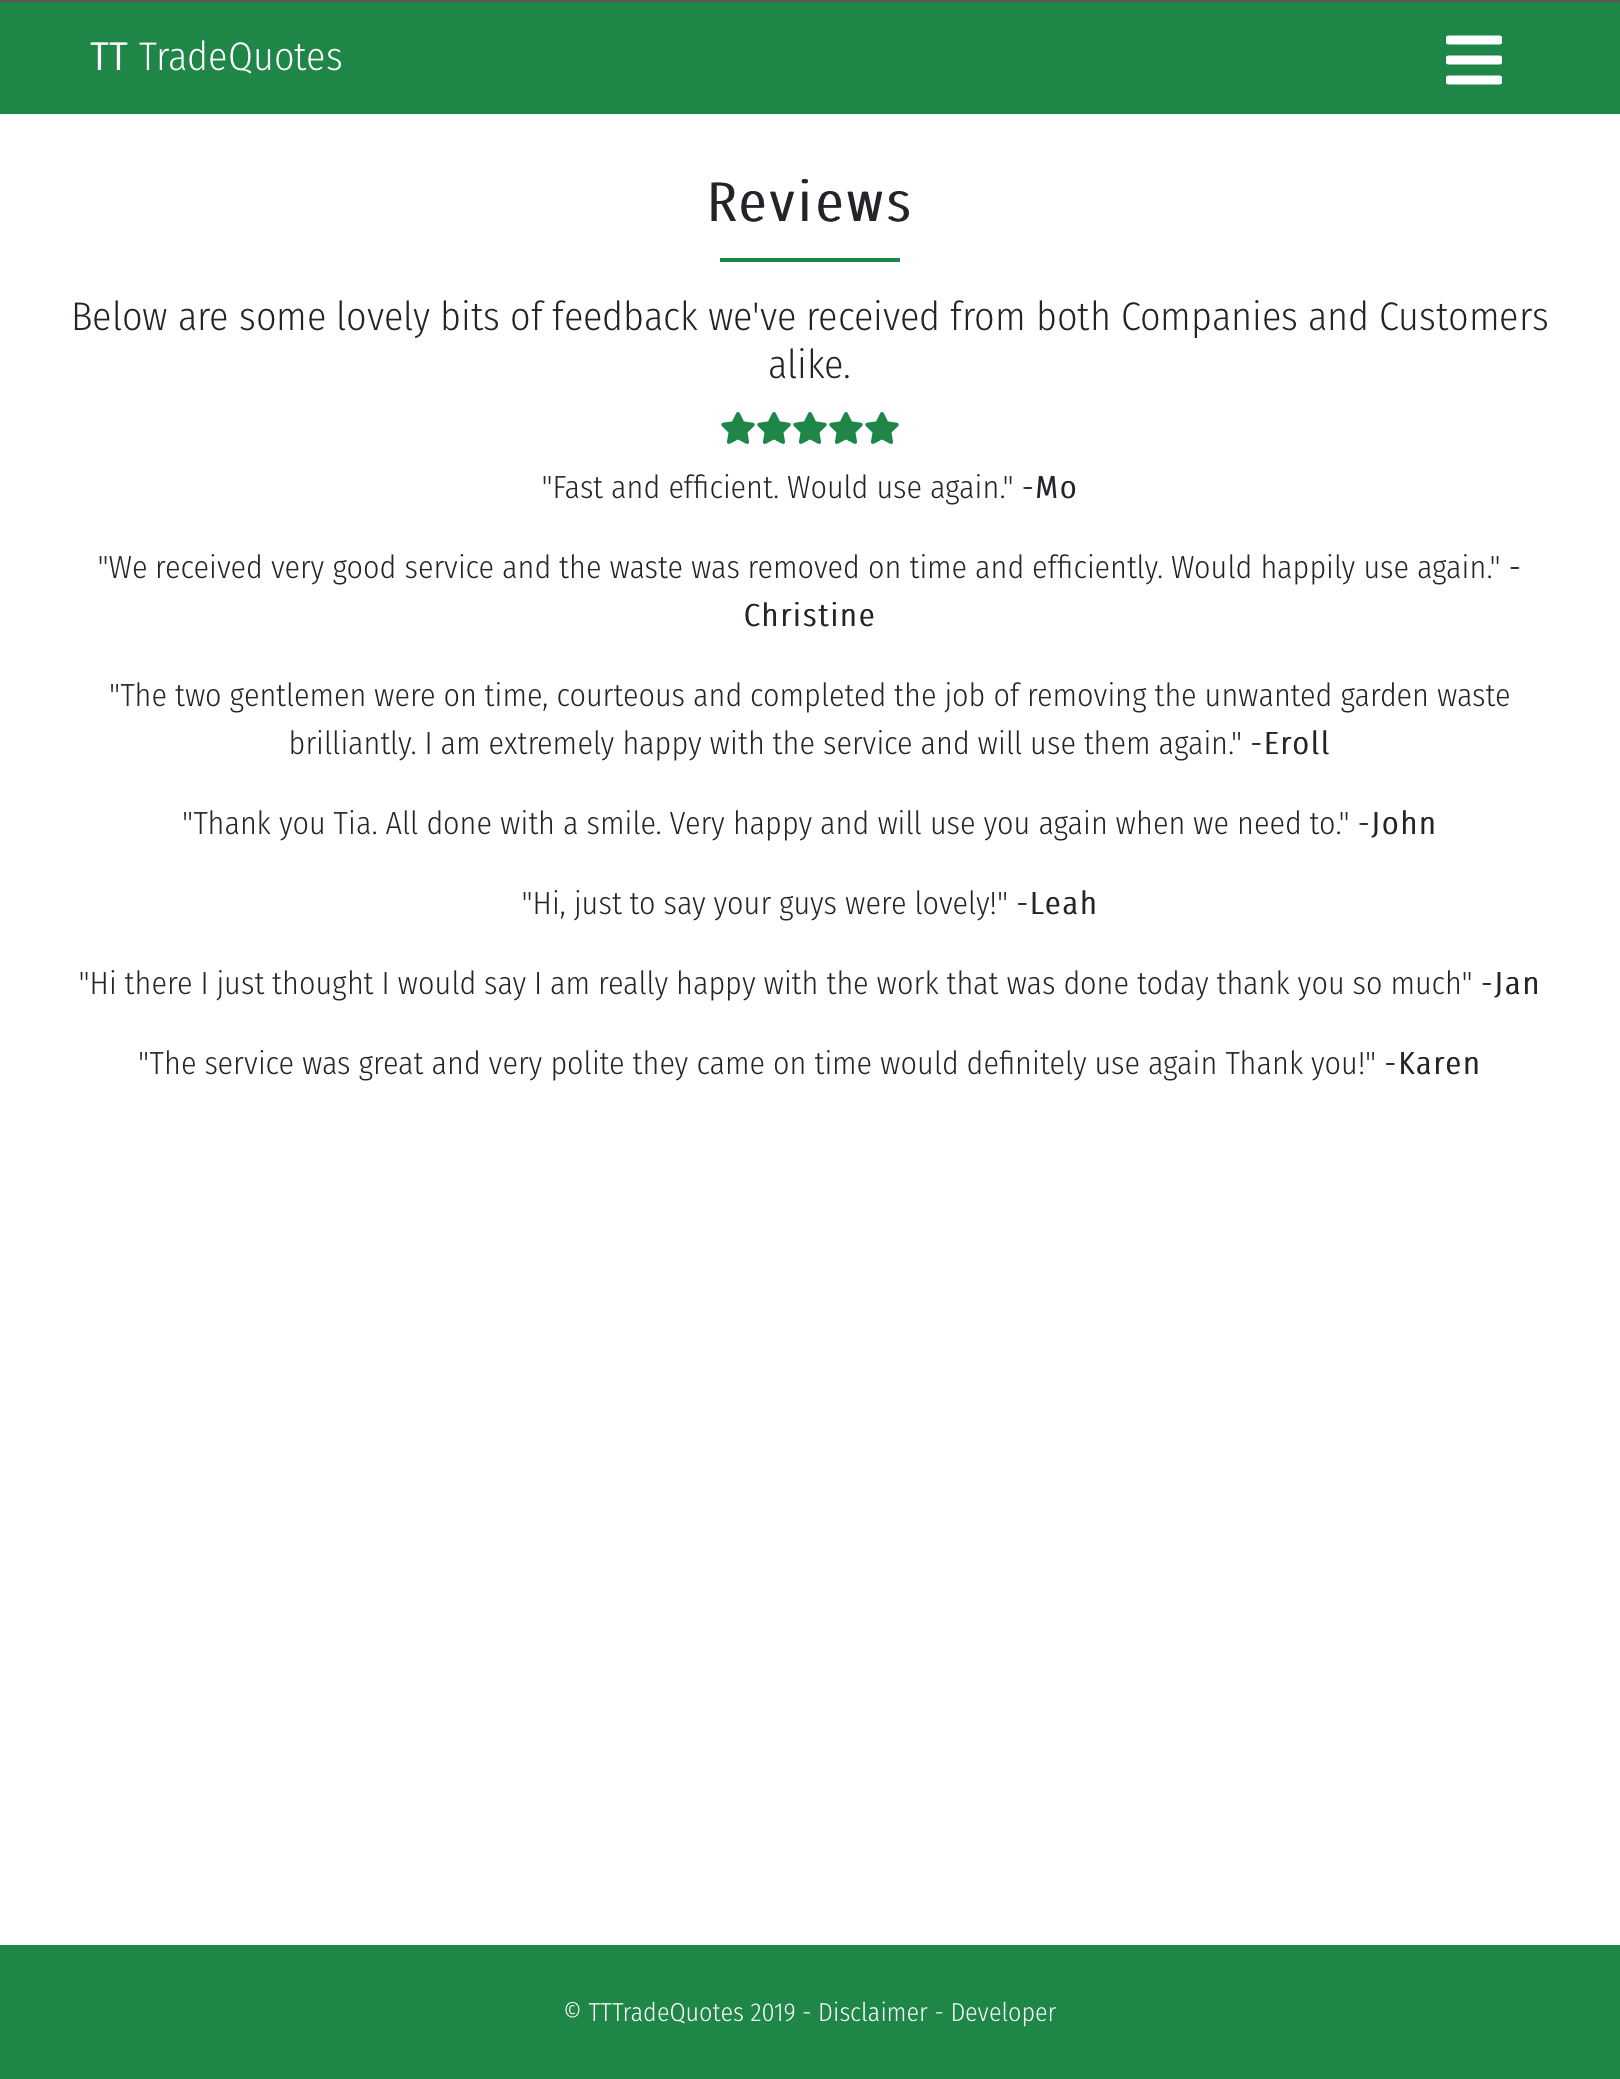 TT TradeQuotes
Reviews
Below are some lovely bits of feedback we've received from both Companies and Customers
alike.
"Fast and efficient. Would use again." -Mo
"We received very good service and the waste was removed on time and efficiently. Would happily use again." -
Christine
"The two gentlemen were on time, courteous and completed the job of removing the unwanted garden waste
brilliantly. I am extremely happy with the service and will use them again." -Eroll
"Thank you Tia. All done with a smile. Very happy and will use you again when we need to." -John
"Hi, just to say your guys were lovely!" -Leah
"Hi there I just thought I would say I am really happy with the work that was done today thank you so much" -Jan
"The service was great and very polite they came on time would definitely use again Thank you!" -Karen
© TTTradeQuotes 2019 - Disclaimer - Developer